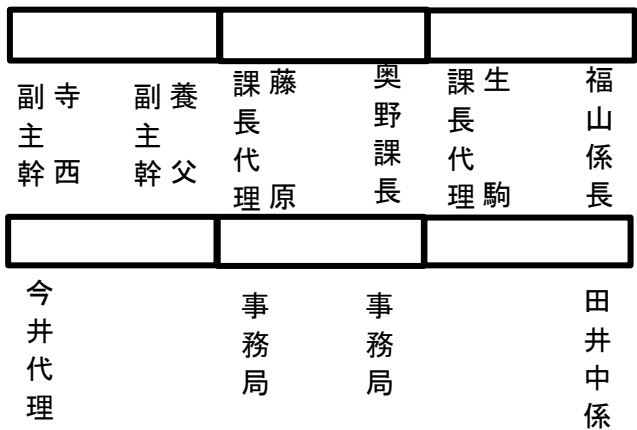 福山係長
生駒
課長代理
奥野課長
藤原
課長代理
養父
副主幹
寺西
副主幹
田井中係
事務局
事務局
今井代理